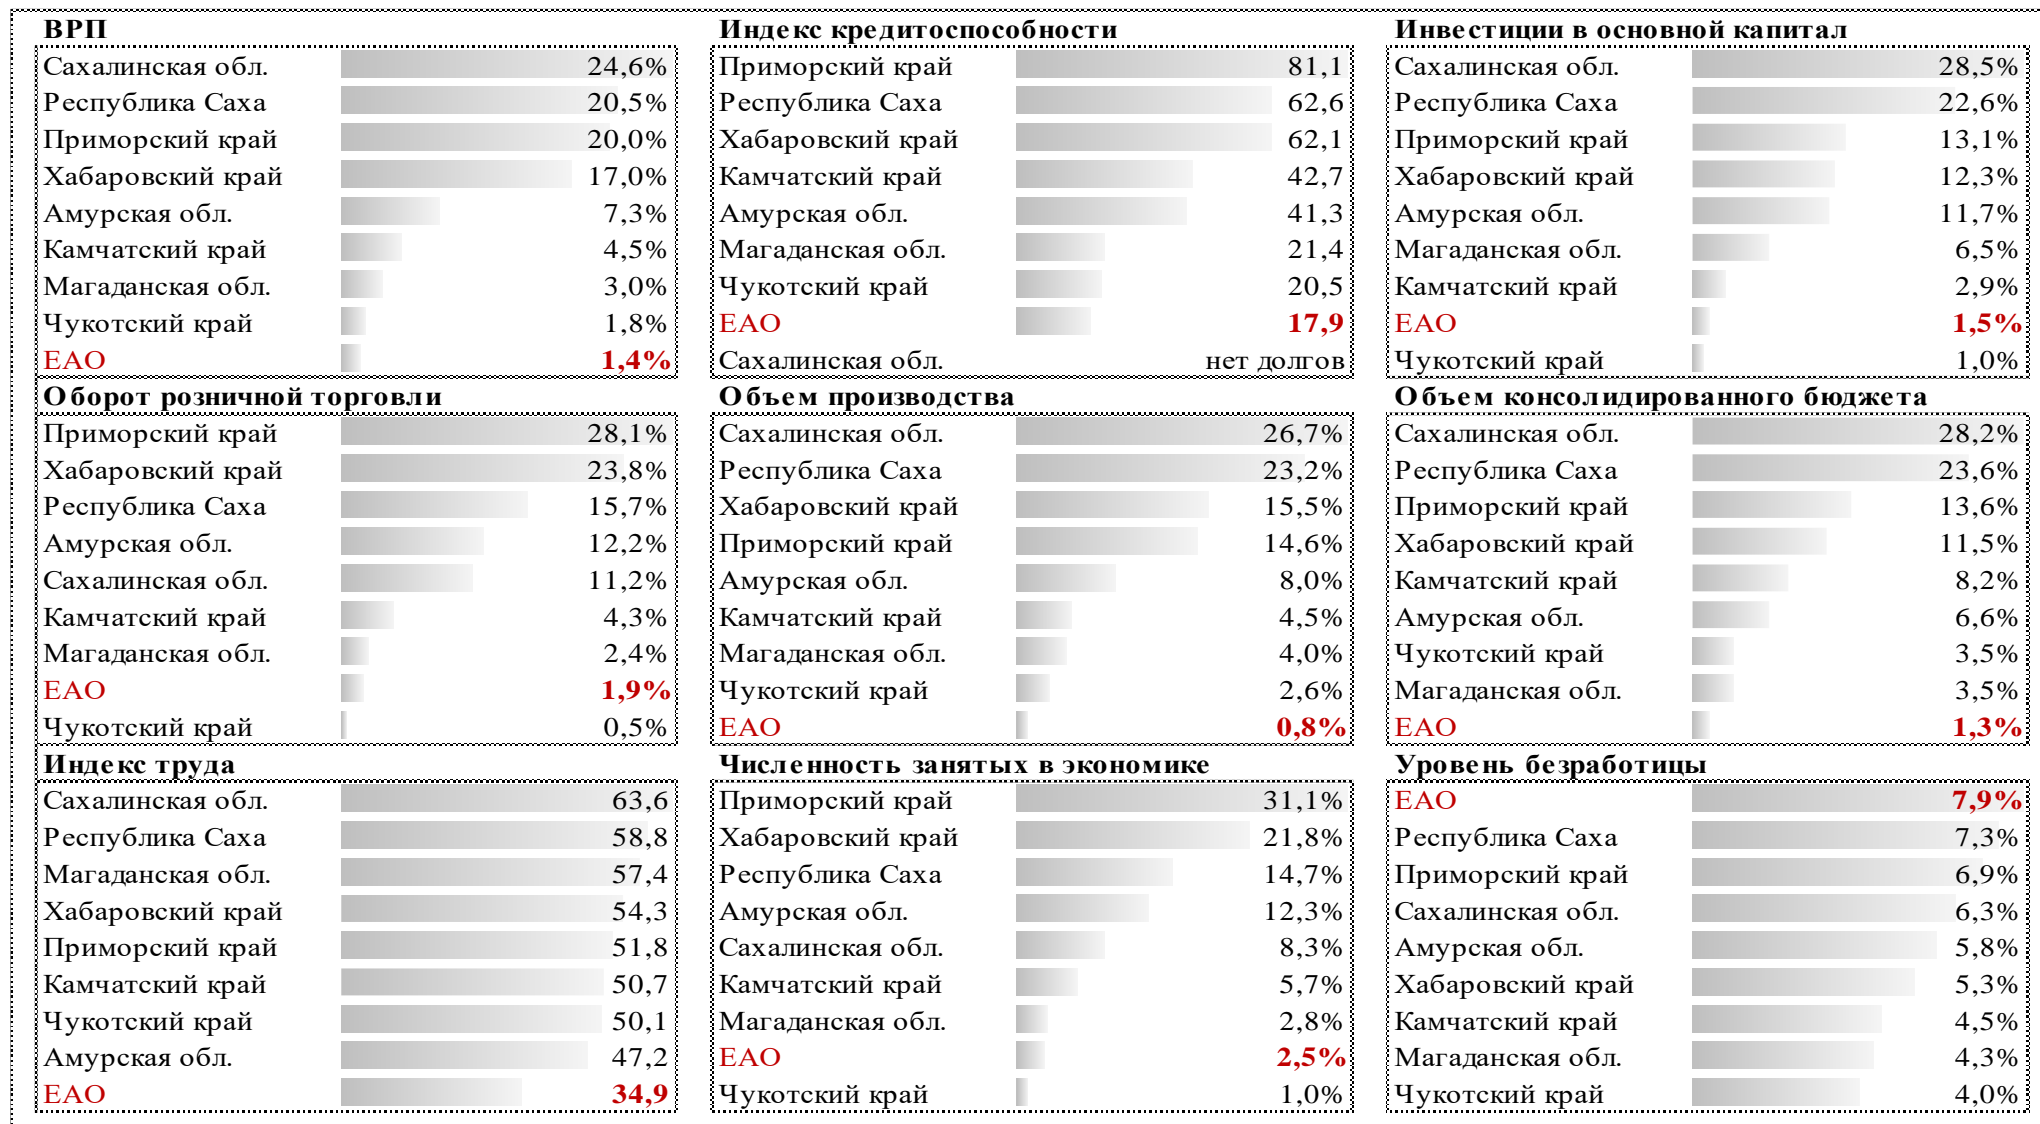 ВРП
Сахалинская обл. 24,6%
Республика Саха 20,5%
Приморский край 20,0%
Хабаровский край 17,0%
Амурская обл. 7,3%
Камчатский край 4,5%
Магаданская обл. 3,0%
Чукотский край 1,8%
ЕАО 1,4%
Индекс кредитоспособности
Приморский край 81,1
Республика Саха 62,6
Хабаровский край 62,1
Камчатский край 42,7
Амурская обл. 41,3
Магаданская обл. 21,4
Чукотский край 20,5
ЕАО 17,9
Сахалинская обл. нет долгов
Инвестиции в основной капитал
Сахалинская обл. 28,5%
Республика Саха 22,6%
Приморский край 13,1%
Хабаровский край 12,3%
Амурская обл. 11,7%
Магаданская обл. 6,5%
Камчатский край 2,9%
ЕАО 1,5%
Чукотский край 1,0%
Оборот розничной торговли
Приморский край 28,1%
Хабаровский край 23,8%
Республика Саха 15,7%
Амурская обл. 12,2%
Сахалинская обл. 11,2%
Камчатский край 4,3%
Магаданская обл. 2,4%
ЕАО 1,9%
Чукотский край 0,5%
Объем производства
Сахалинская обл. 26,7%
Республика Саха 23,2%
Хабаровский край 15,5%
Приморский край 14,6%
Амурская обл. 8,0%
Камчатский край 4,5%
Магаданская обл. 4,0%
Чукотский край 2,6%
ЕАО 0,8%
Объем консолидированного бюджета
Сахалинская обл. 28,2%
Республика Саха 23,6%
Приморский край 13,6%
Хабаровский край 11,5%
Камчатский край 8,2%
Амурская обл. 6,6%
Чукотский край 3,5%
Магаданская обл. 3,5%
ЕАО 1,3%
Индекс труда
Сахалинская обл. 63,6
Республика Саха 58,8
Магаданская обл. 57,4
Хабаровский край 54,3
Приморский край 51,8
Камчатский край 50,7
Чукотский край 50,1
Амурская обл. 47,2
ЕАО 34,9
Численность занятых в экономике
Приморский край 31,1%
Хабаровский край 21,8%
Республика Саха 14,7%
Амурская обл. 12,3%
Сахалинская обл. 8,3%
Камчатский край 5,7%
Магаданская обл. 2,8%
ЕАО 2,5%
Чукотский край 1,0%
Уровень безработицы
ЕАО 7,9%
Республика Саха 7,3%
Приморский край 6,9%
Сахалинская обл. 6,3%
Амурская обл. 5,8%
Хабаровский край 5,3%
Камчатский край 4,5%
Магаданская обл. 4,3%
Чукотский край 4,0%